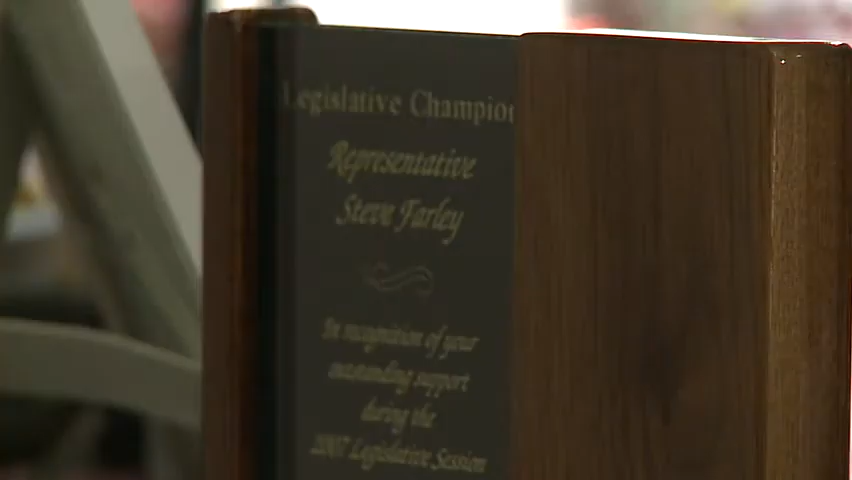 Legislative Champion
Representative
Steve Farley
In recognition of your
outstanding support
during the
2007 Legislative Session